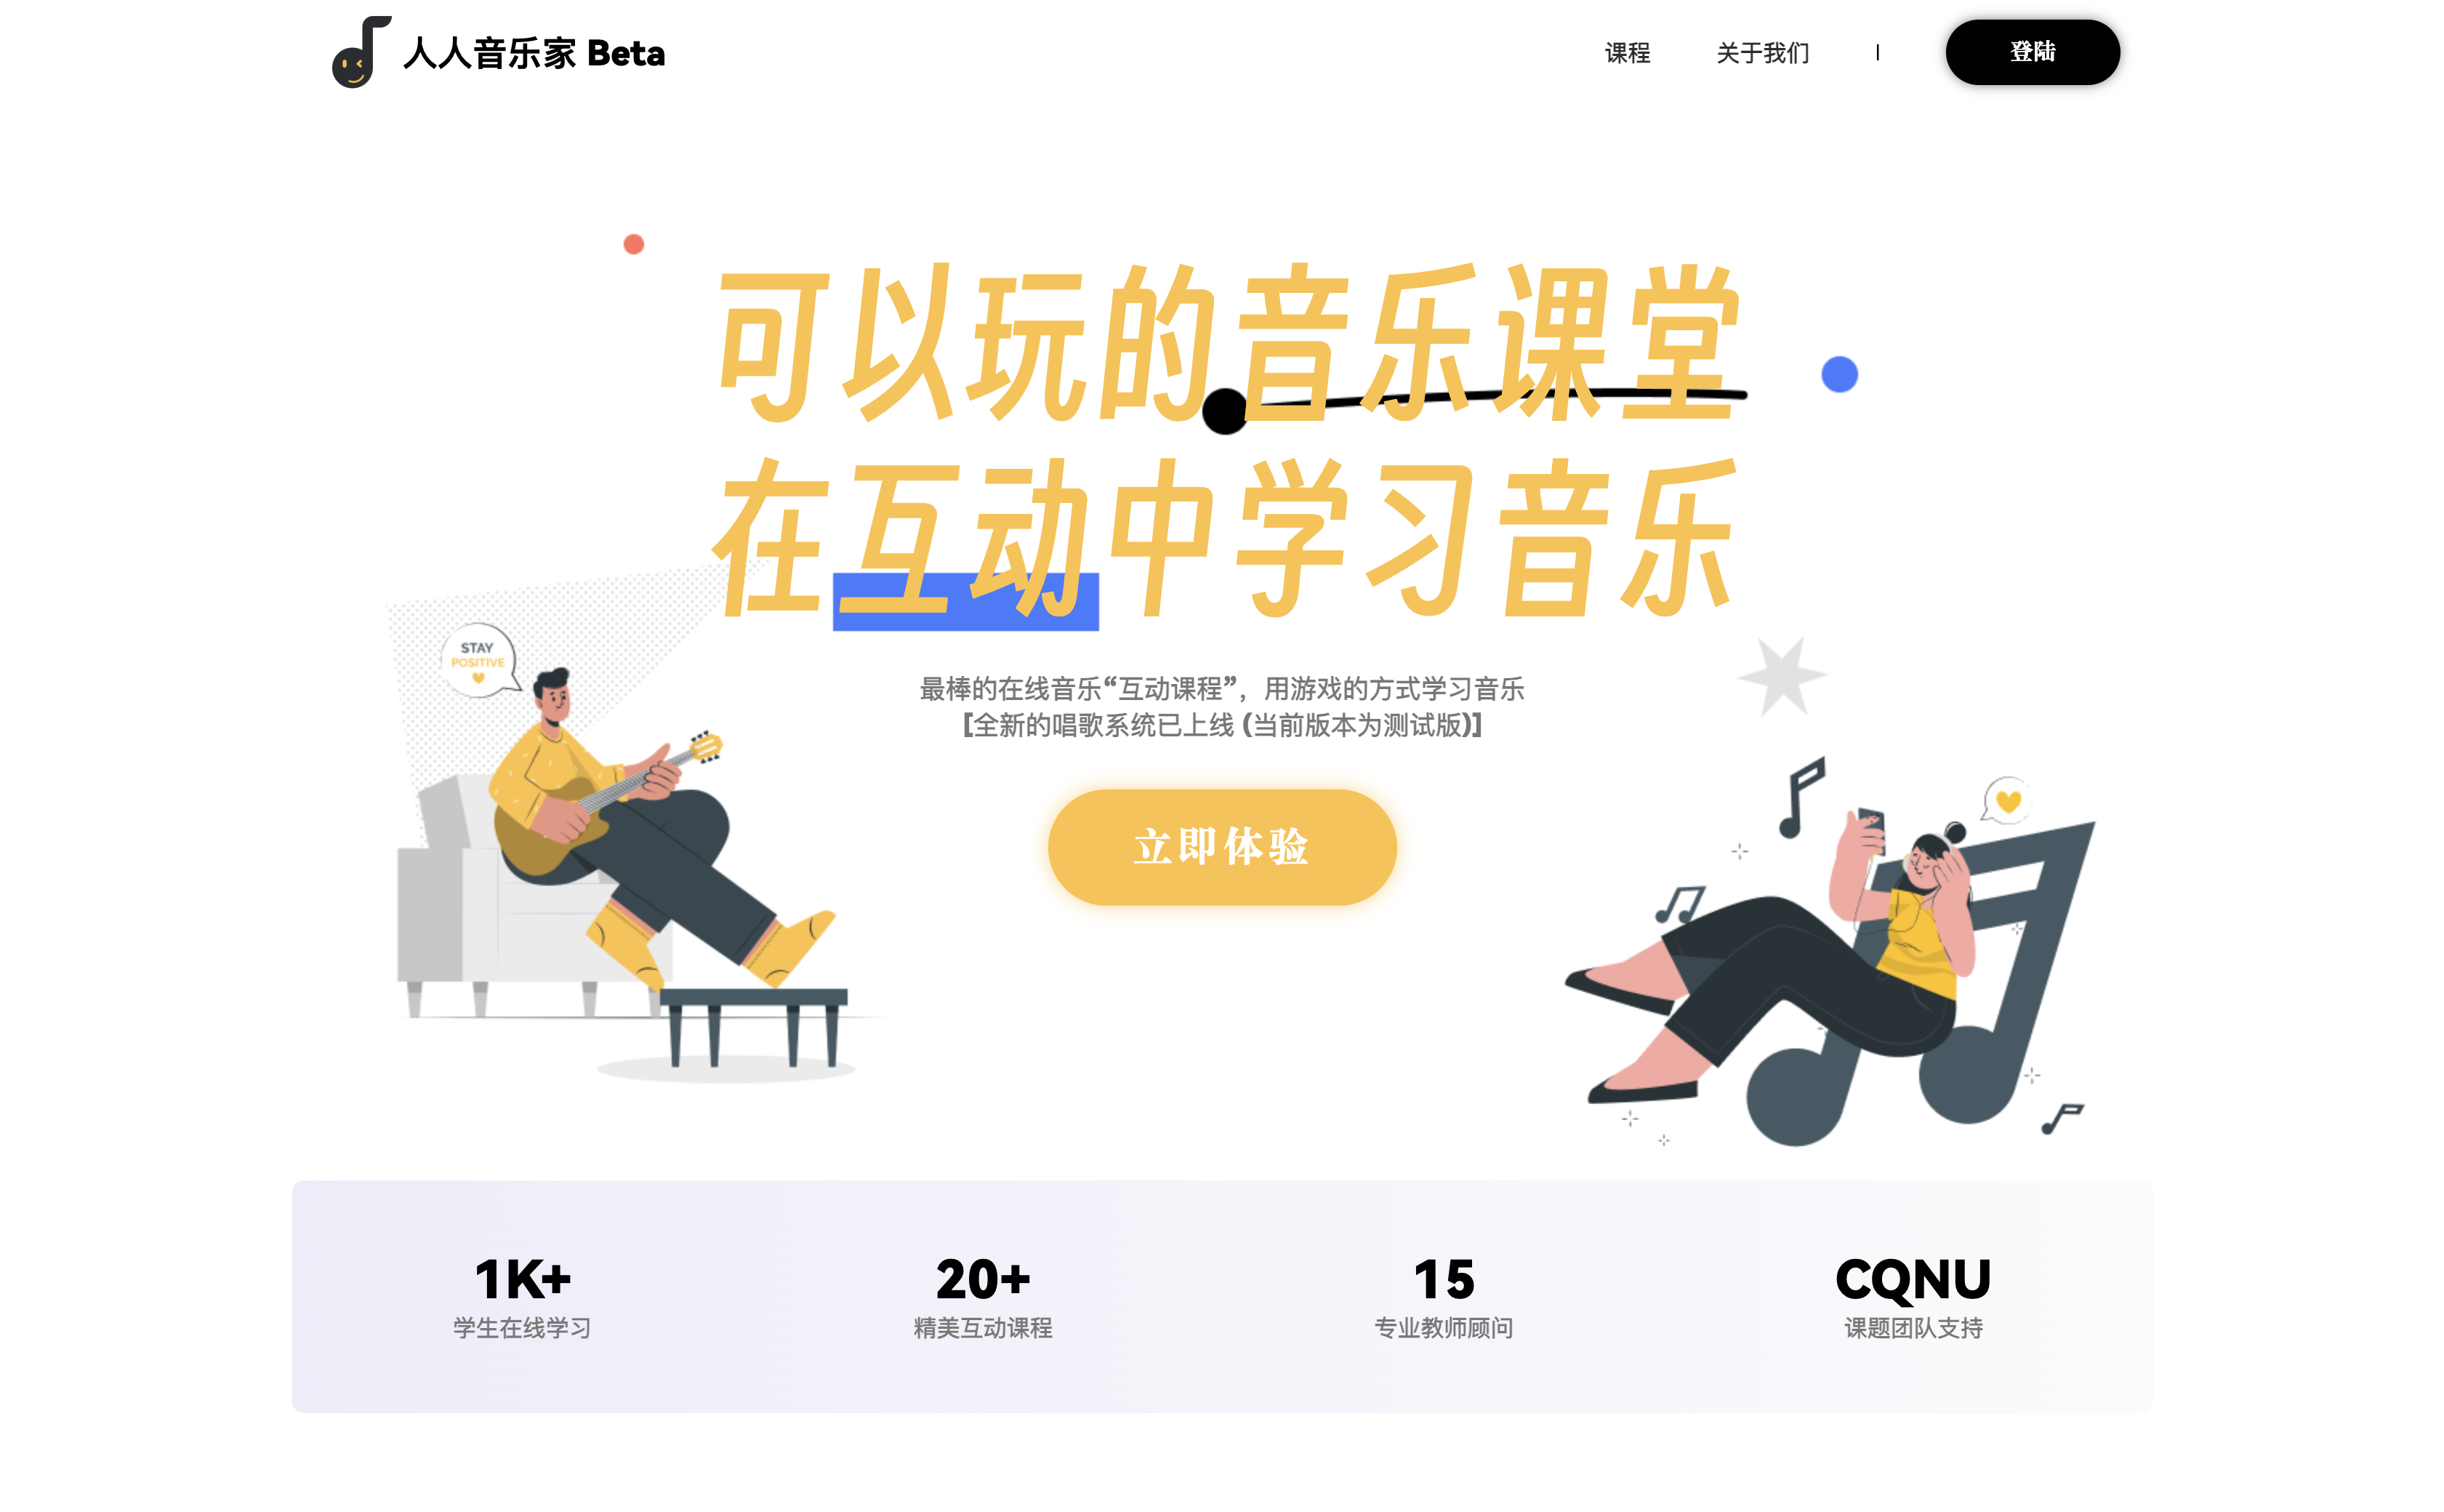 人人音乐家 Beta
课程
关于我们
登陆
可以玩的音乐课堂
在互动中学习音乐
STAY
POSITIVE
最棒的在线音乐“互动课程”，用游戏的方式学习音乐
[全新的唱歌系统已上线 (当前版本为测试版)]
立即体验
1K+
学生在线学习
20+
精美互动课程
15
专业教师顾问
CQNU
课题团队支持